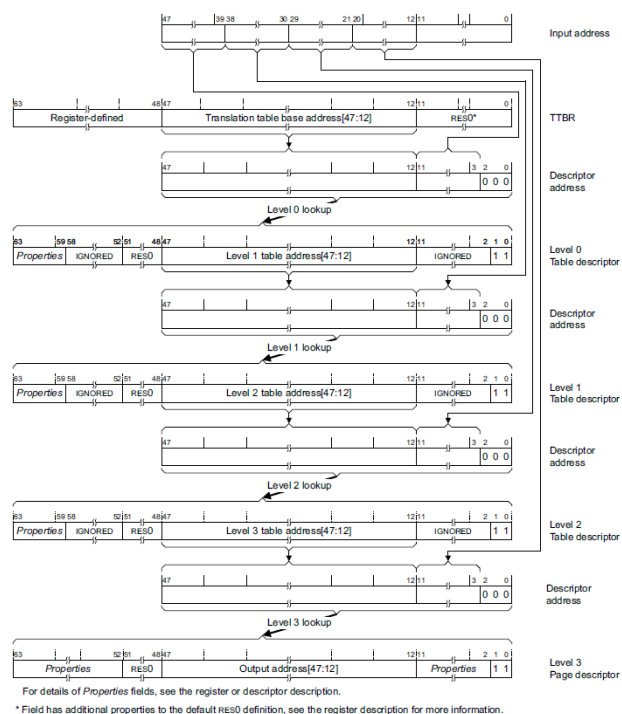 47 39 38 30 29 21 20 12 11 0
Input address
63 48 47 12 11 0
Register-defined Translation table base address[47:12] RES0* TTBR
47 12 11 3 2 0
0 0 0
Descriptor
address
Level 0 lookup
63 59 58 52 51 48 47 12 11 2 1 0
Properties IGNORED RES0 Level 1 table address[47:12] IGNORED 1 1
Level 0
Table descriptor
47 12 11 3 2 0
0 0 0
Descriptor
address
Level 1 lookup
63 59 58 52 51 48 47 12 11 2 1 0
Properties IGNORED RES0 Level 2 table address[47:12] IGNORED 1 1
Level 1
Table descriptor
47 12 11 3 2 0
0 0 0
Descriptor
address
Level 2 lookup
63 59 58 52 51 48 47 12 11 2 1 0
Properties IGNORED RES0 Level 3 table address[47:12] IGNORED 1 1
Level 2
Table descriptor
47 12 11 3 2 0
0 0 0
Descriptor
address
Level 3 lookup
63 52 51 48 47 12 11 2 1 0
Properties RES0 Output address[47:12] Properties 1 1
Level 3
Page descriptor
For details of Properties fields, see the register or descriptor description.
* Field has additional properties to the default RES0 definition, see the register description for more information.